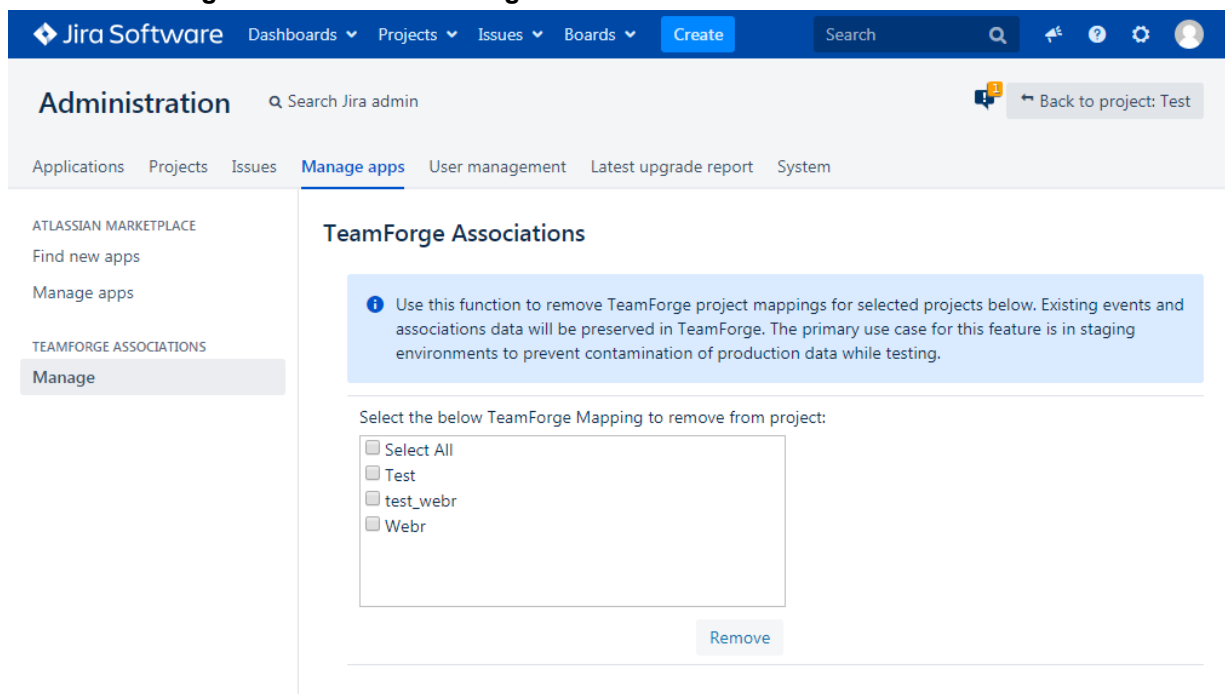 Jira Software Dashboards Projects Issues Boards Create Search
Administration Search Jira admin 1 Back to project: Test
Applications Projects Issues Manage apps User management Latest upgrade report System
ATLASSIAN MARKETPLACE
Find new apps
Manage apps
TEAMFORGE ASSOCIATIONS
Manage
TeamForge Associations
Use this function to remove TeamForge project mappings for selected projects below. Existing events and
associations data will be preserved in TeamForge. The primary use case for this feature is in staging
environments to prevent contamination of production data while testing.
Select the below TeamForge Mapping to remove from project:
Select All
Test
test_webr
Webr
Remove